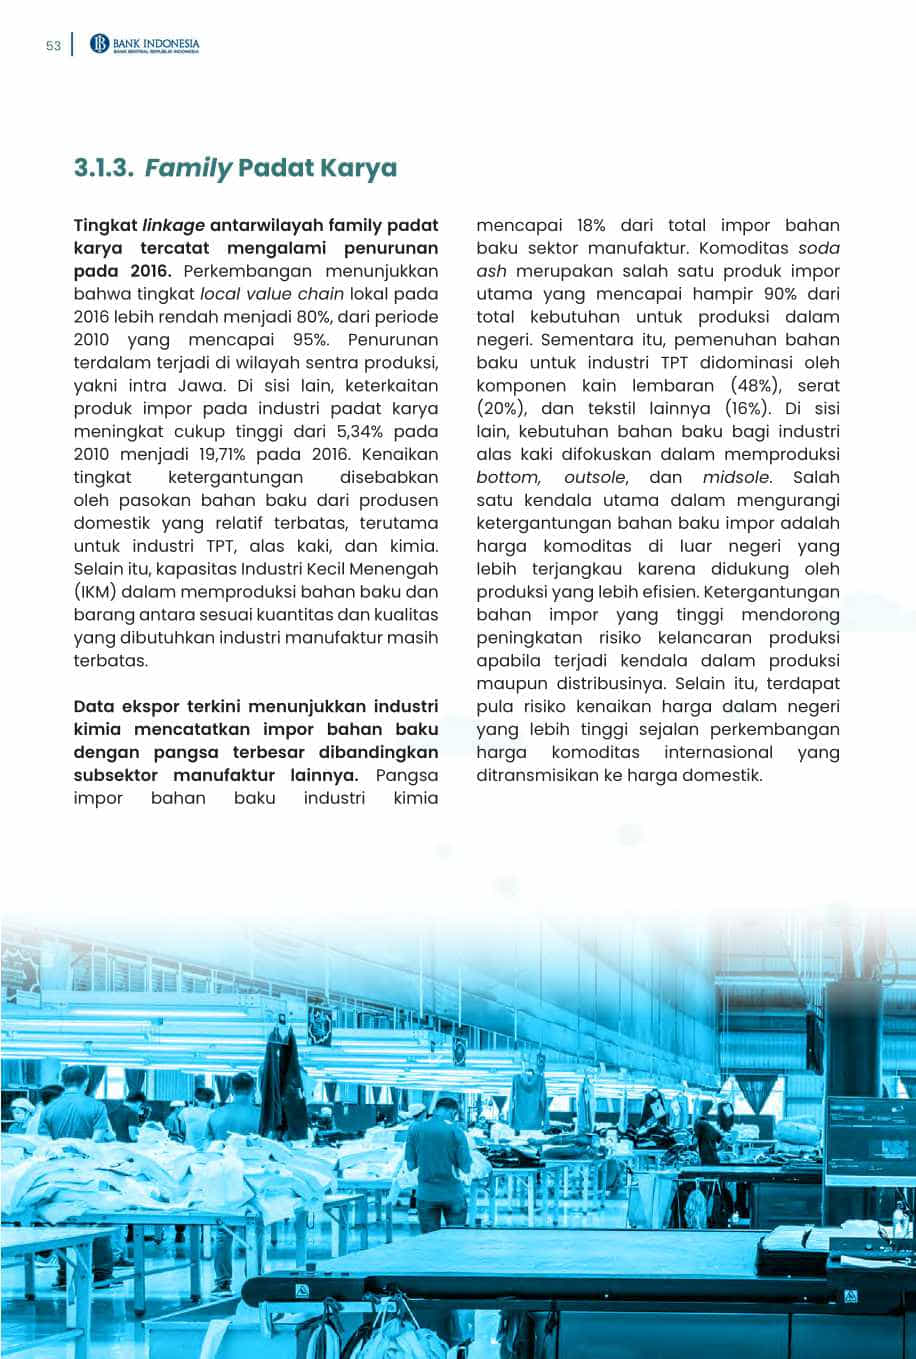 53
BANK INDONESIA
BANK SENTRAL REPUBLIK INDONESIA
3.1.3. Family Padat Karya
Tingkat linkage antarwilayah family padat
karya tercatat mengalami penurunan
pada 2016. Perkembangan menunjukkan
bahwa tingkat local value chain lokal pada
2016 lebih rendah menjadi 80%, dari periode
2010 yang mencapai 95%. Penurunan
terdalam terjadi di wilayah sentra produksi,
yakni intra Jawa. Di sisi lain, keterkaitan
produk impor pada industri padat karya
meningkat cukup tinggi dari 5,34% pada
2010 menjadi 19,71% pada 2016. Kenaikan
tingkat ketergantungan disebabkan
oleh pasokan bahan baku dari produsen
domestik yang relatif terbatas, terutama
untuk industri TPT, alas kaki, dan kimia.
Selain itu, kapasitas Industri Kecil Menengah
(IKM) dalam memproduksi bahan baku dan
barang antara sesuai kuantitas dan kualitas
yang dibutuhkan industri manufaktur masih
terbatas.
Data ekspor terkini menunjukkan industri
kimia mencatatkan impor bahan baku
dengan pangsa terbesar dibandingkan
subsektor manufaktur lainnya. Pangsa
impor bahan baku industri kimia
mencapai 18% dari total impor bahan
baku sektor manufaktur. Komoditas soda
ash merupakan salah satu produk impor
utama yang mencapai hampir 90% dari
total kebutuhan untuk produksi dalam
negeri. Sementara itu, pemenuhan bahan
baku untuk industri TPT didominasi oleh
komponen kain lembaran (48%), serat
(20%), dan tekstil lainnya (16%). Di sisi
lain, kebutuhan bahan baku bagi industri
alas kaki difokuskan dalam memproduksi
bottom, outsole, dan midsole. Salah
satu kendala utama dalam mengurangi
ketergantungan bahan baku impor adalah
harga komoditas di luar negeri yang
lebih terjangkau karena didukung oleh
produksi yang lebih efisien. Ketergantungan
bahan impor yang tinggi mendorong
peningkatan risiko kelancaran produksi
apabila terjadi kendala dalam produksi
maupun distribusinya. Selain itu, terdapat
pula risiko kenaikan harga dalam negeri
yang lebih tinggi sejalan perkembangan
harga komoditas internasional yang
ditransmisikan ke harga domestik.